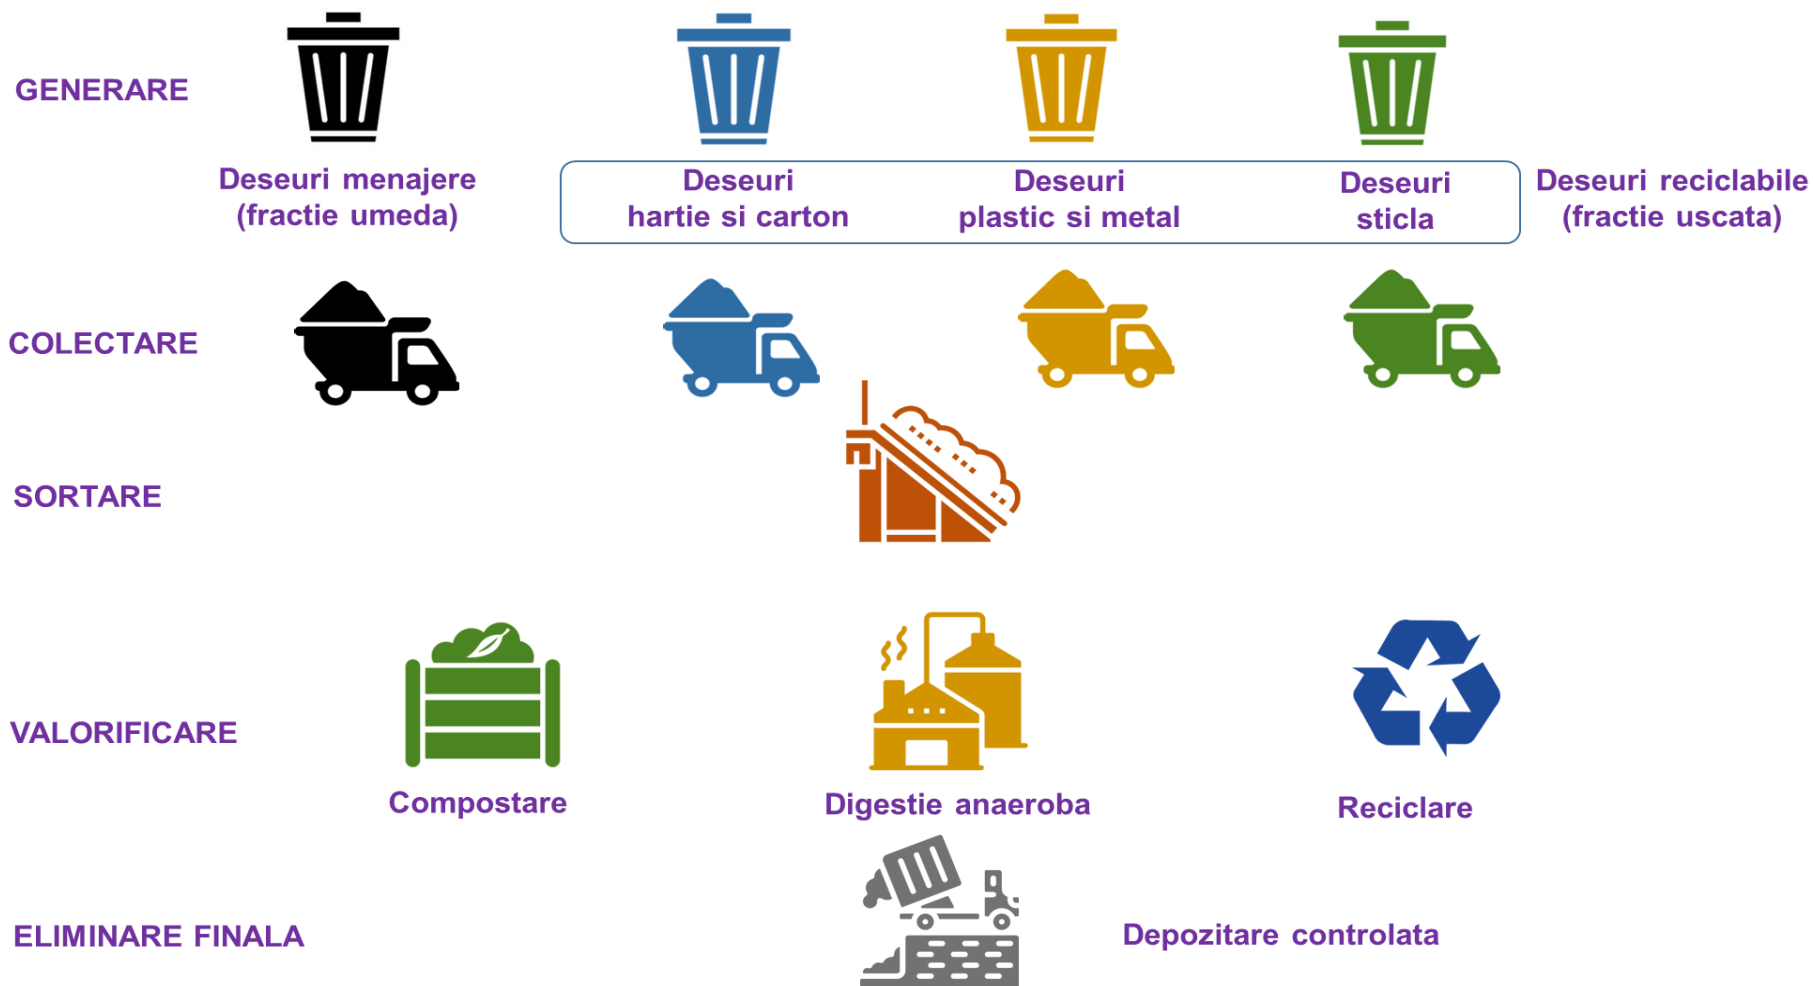 GENERARE
Deseuri menajere
(fractie umeda)
Deseuri
hartie si carton
Deseuri
plastic si metal
Deseuri
sticla
Deseuri reciclabile
(fractie uscata)
COLECTARE
SORTARE
VALORIFICARE
Compostare
Digestie anaeroba
Reciclare
ELIMINARE FINALA
Depozitare controlata